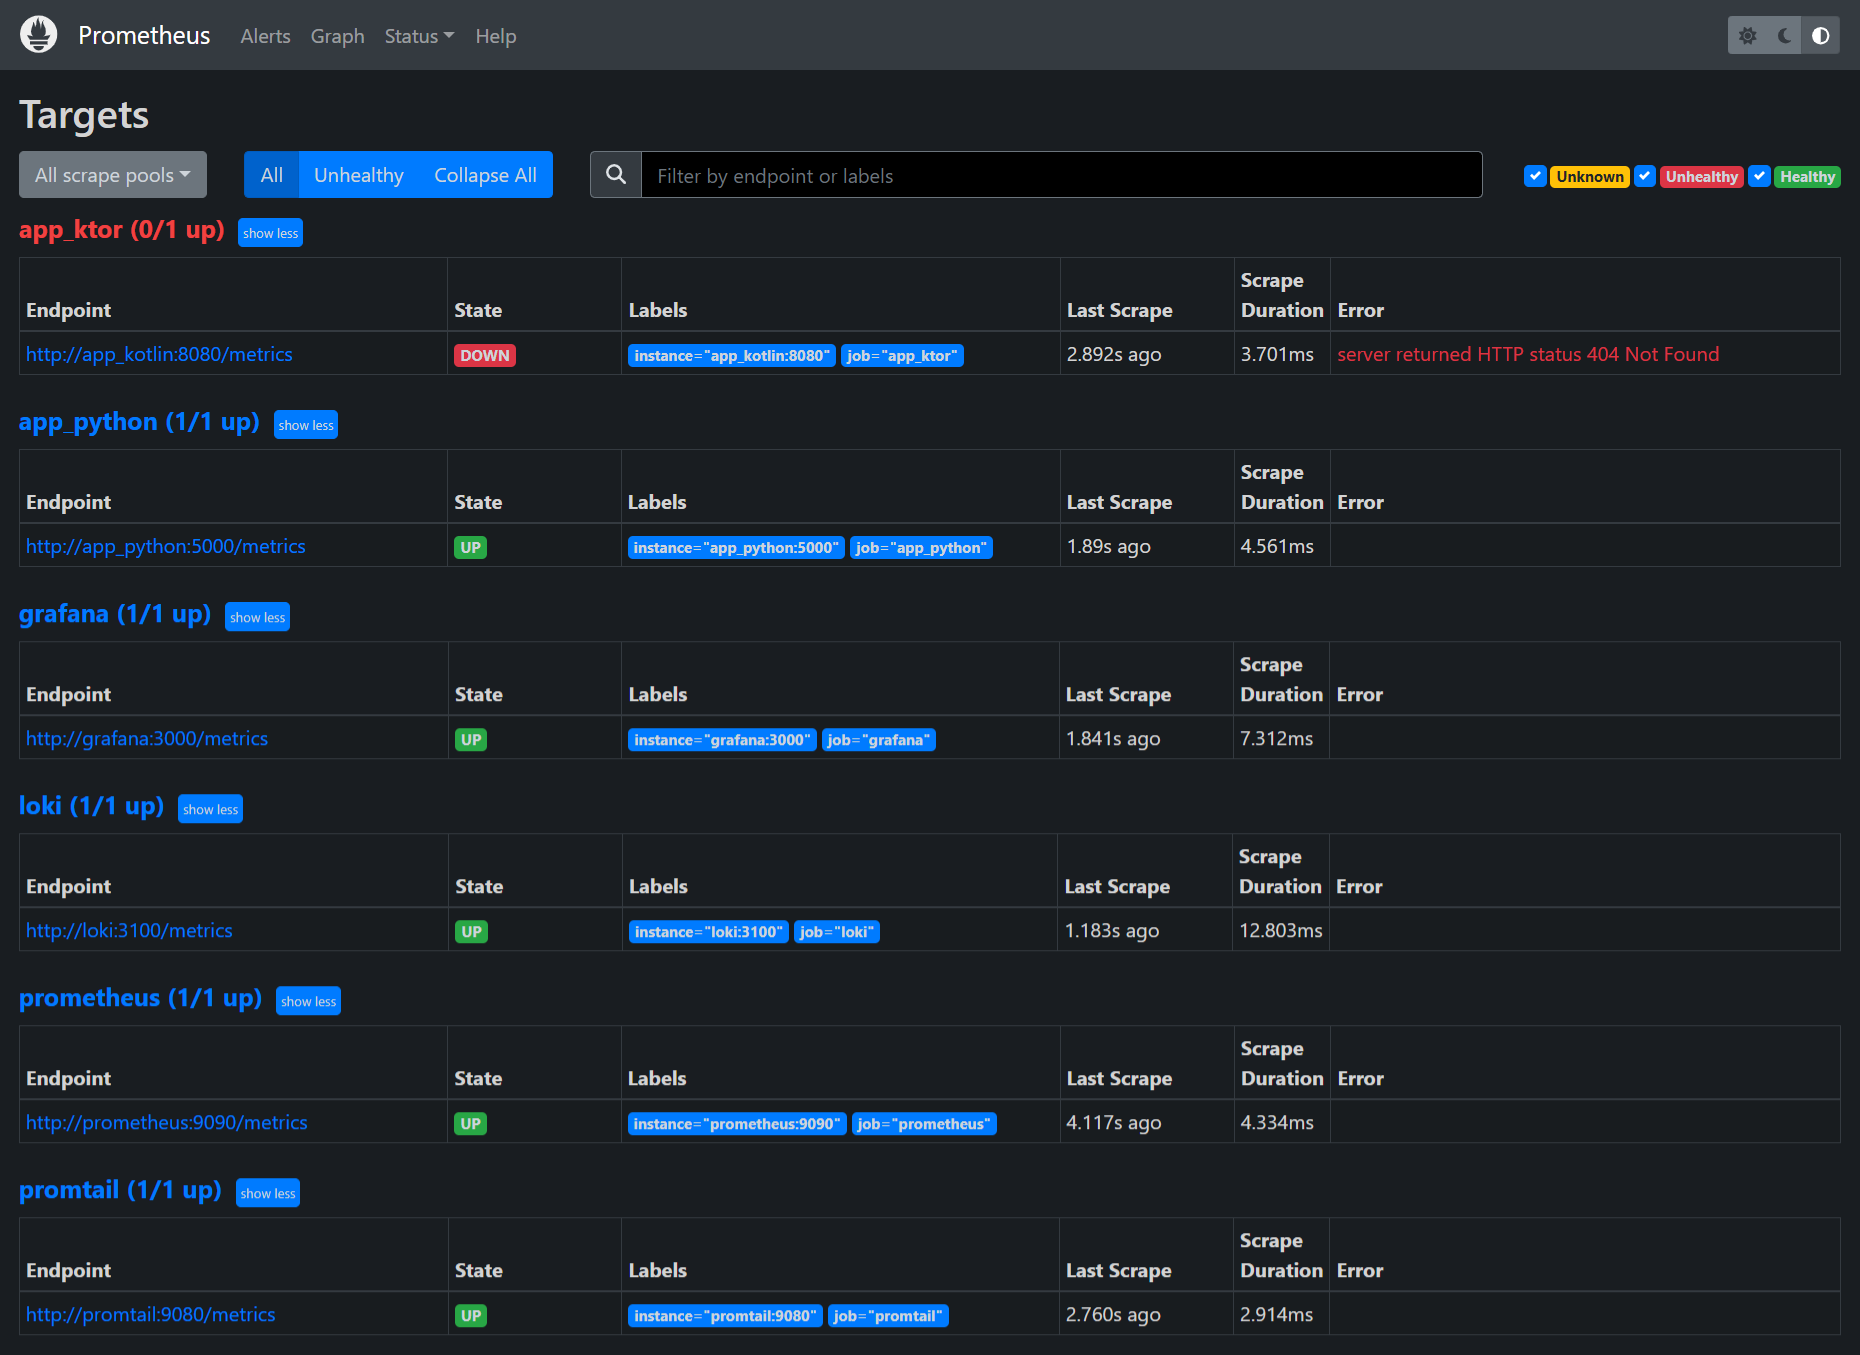 Prometheus Alerts Graph Status Help
Targets
All scrape pools All Unhealthy Collapse All Filter by endpoint or labels Unknown Unhealthy Healthy
app_ktor (0/1 up) show less
Endpoint State Labels Last Scrape Scrape Duration Error
http://app_kotlin:8080/metrics DOWN instance="app_kotlin:8080" job="app_ktor" 2.892s ago 3.701ms server returned HTTP status 404 Not Found
app_python (1/1 up) show less
Endpoint State Labels Last Scrape Scrape Duration Error
http://app_python:5000/metrics UP instance="app_python:5000" job="app_python" 1.89s ago 4.561ms
grafana (1/1 up) show less
Endpoint State Labels Last Scrape Scrape Duration Error
http://grafana:3000/metrics UP instance="grafana:3000" job="grafana" 1.841s ago 7.312ms
loki (1/1 up) show less
Endpoint State Labels Last Scrape Scrape Duration Error
http://loki:3100/metrics UP instance="loki:3100" job="loki" 1.183s ago 12.803ms
prometheus (1/1 up) show less
Endpoint State Labels Last Scrape Scrape Duration Error
http://prometheus:9090/metrics UP instance="prometheus:9090" job="prometheus" 4.117s ago 4.334ms
promtail (1/1 up) show less
Endpoint State Labels Last Scrape Scrape Duration Error
http://promtail:9080/metrics UP instance="promtail:9080" job="promtail" 2.760s ago 2.914ms